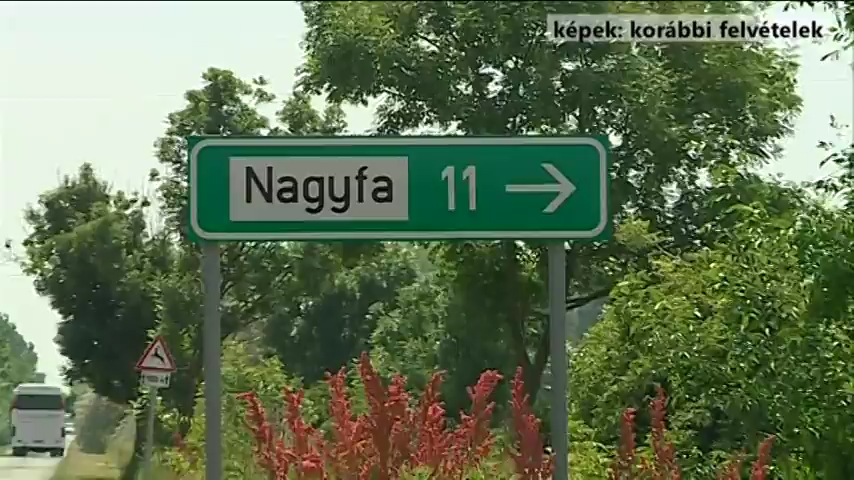 képek: korábbi felvételek
Nagyfa 11 →